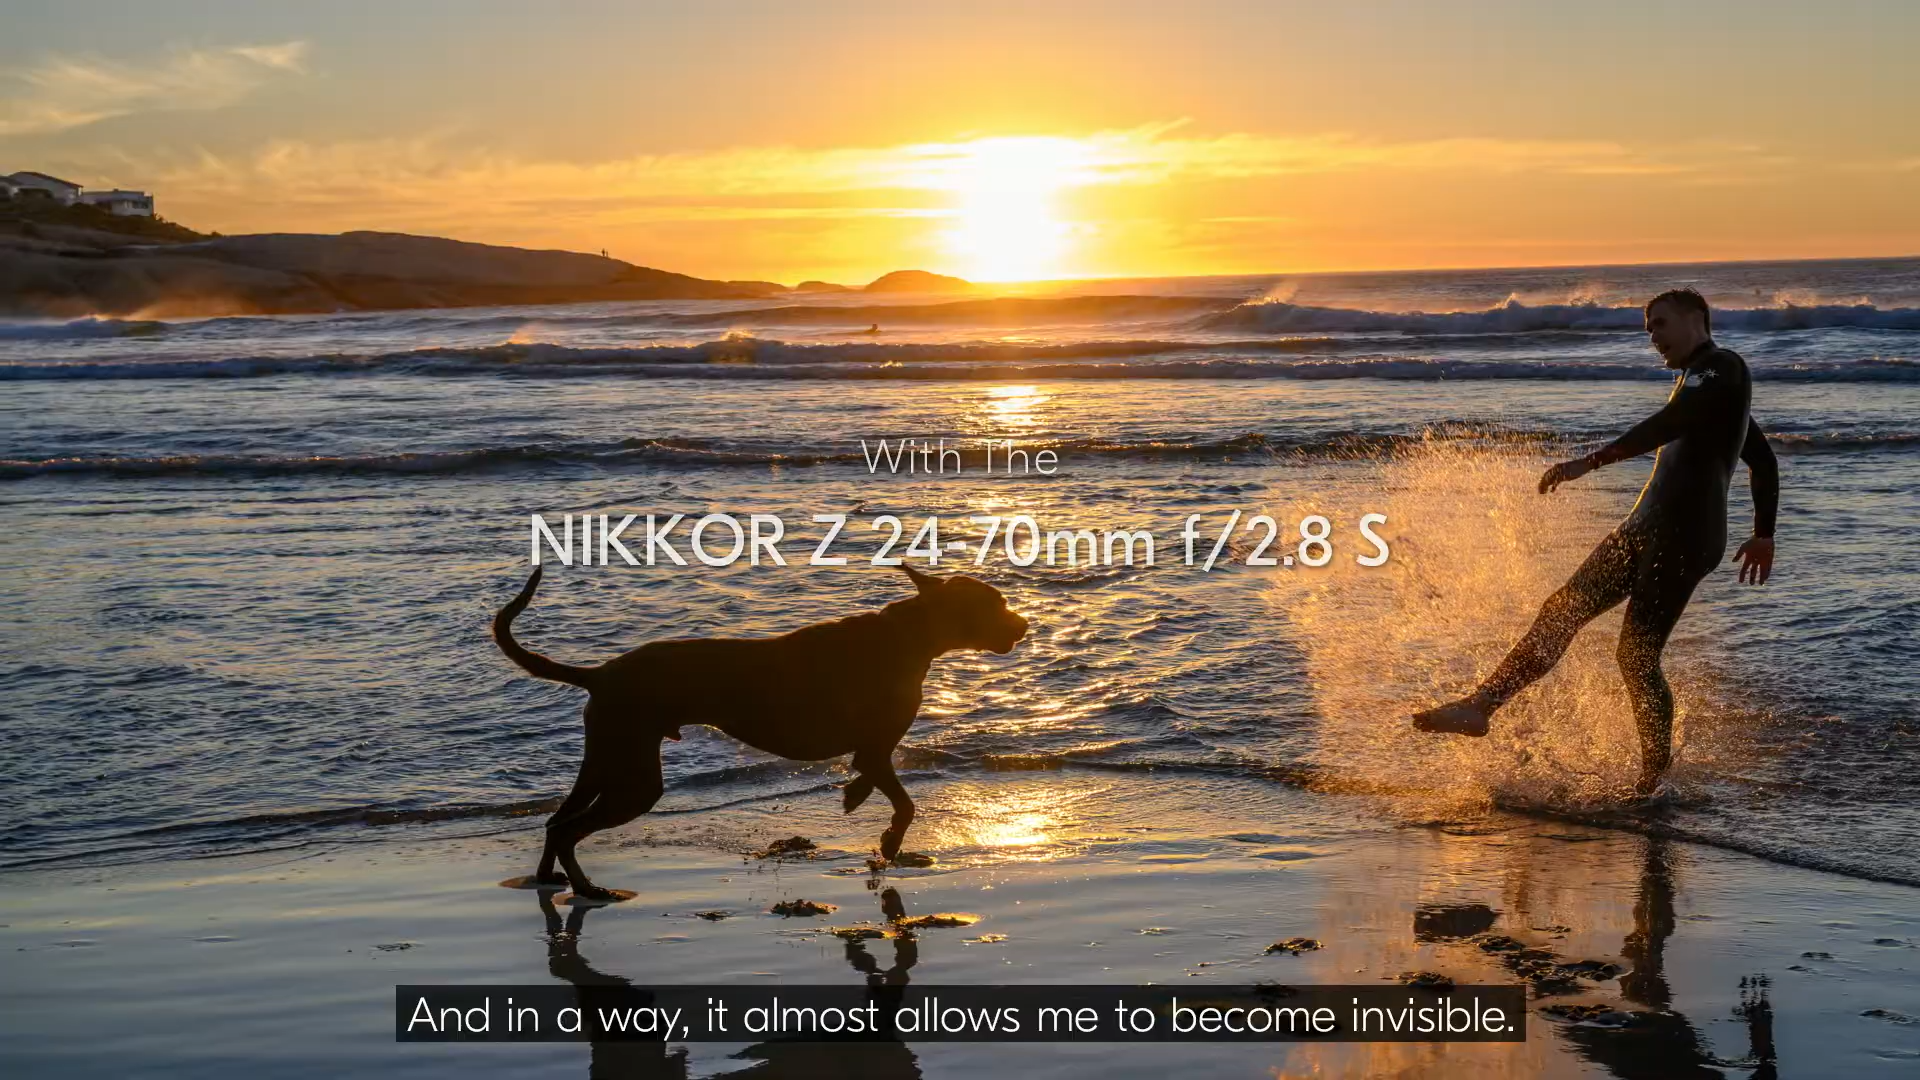 With The
NIKKOR Z 24-70mm f/2.8 S
And in a way, it almost allows me to become invisible.